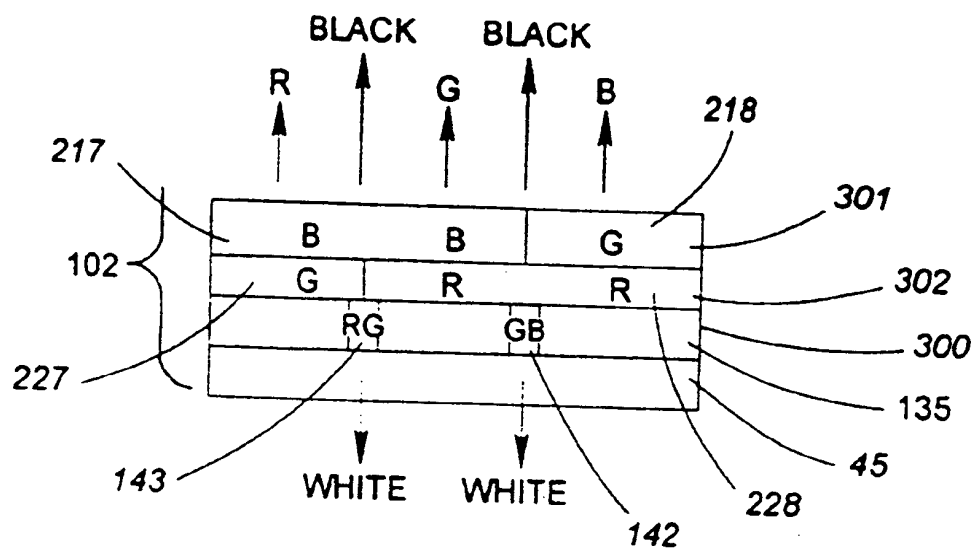 BLACK BLACK
R G B 218
217
301
B B G
102
G R R 302
RG GB
300
227
135
143 WHITE WHITE 45
228
142